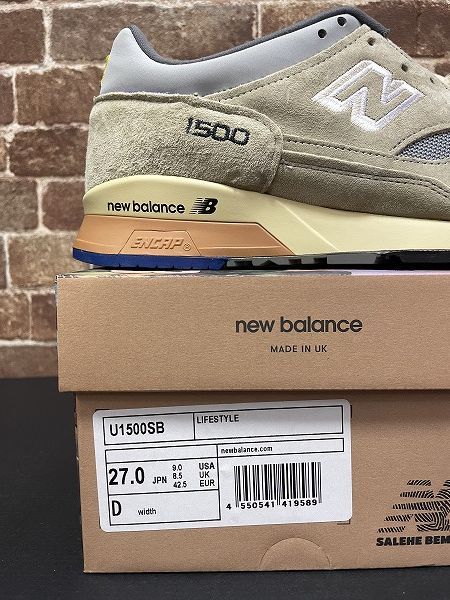 1500
N
new balance NB
ENCAP
new balance
MADE IN UK
U1500SB
LIFESTYLE
newbalance.com
27.0 JPN
9.0 USA
8.5 UK
42.5 EUR
D width
4 550541 419589
SALEHE BEM